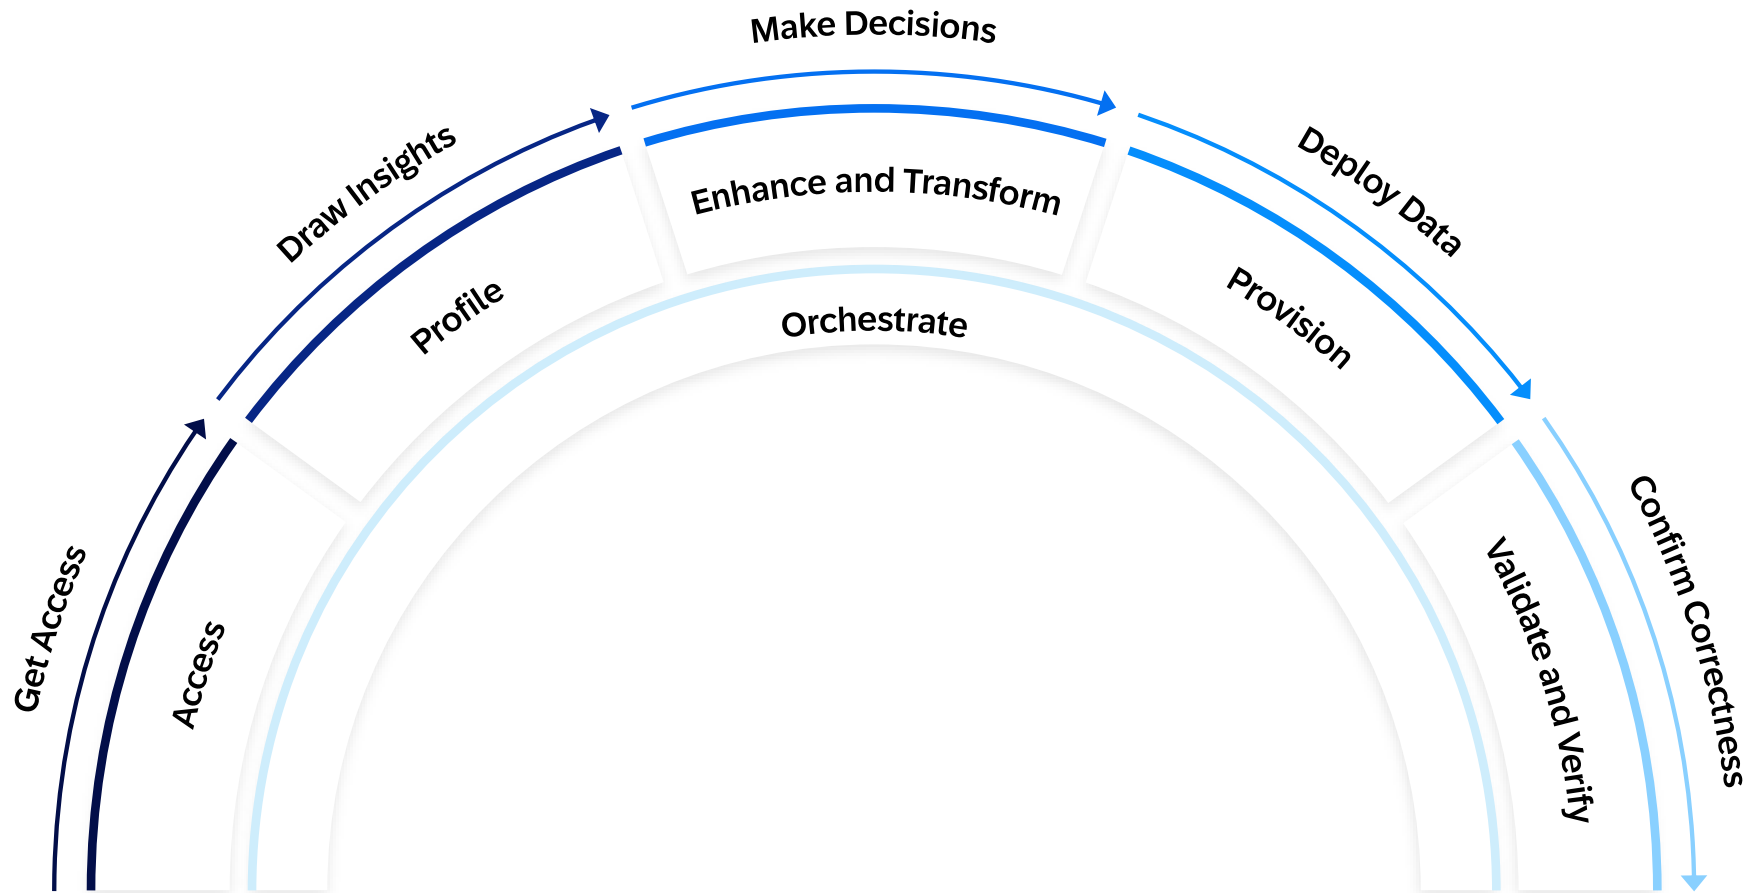 Make Decisions
Draw Insights
Deploy Data
Get Access
Confirm Correctness
Enhance and Transform
Profile
Provision
Access
Validate and Verify
Orchestrate